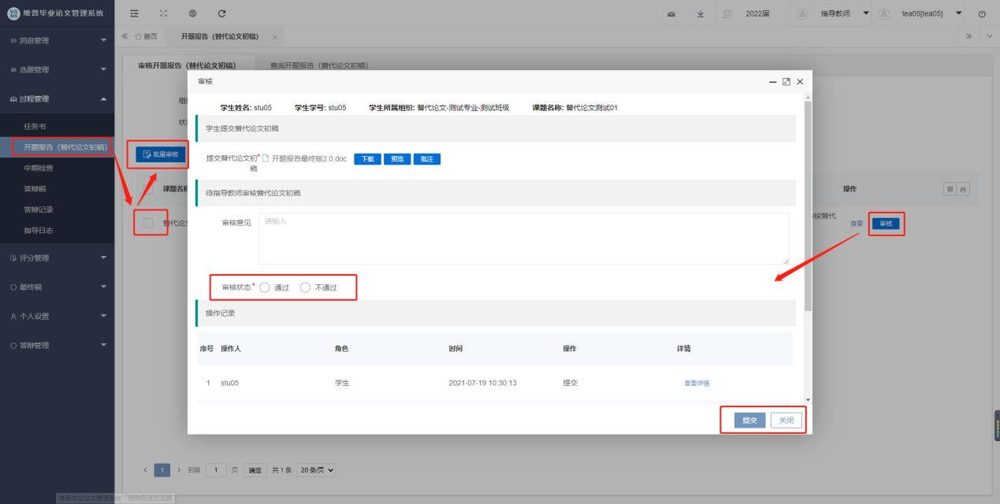 维普毕业论文管理系统
2022届
指导教师
tea05[tea05]
消息管理
首页
开题报告（替代论文初稿）
选题管理
审核开题报告（替代论文初稿）
查询开题报告（替代论文初稿）
过程管理
任务书
开题报告（替代论文初稿）
中期检查
答辩稿
答辩记录
指导日志
评分管理
最终稿
个人设置
答辩管理
组织
状
批量审核
课题名称
替代论文
操作
审核替代
查看
审核
审核
学生姓名: stu05 学生学号: stu05 学生所属组织: 替代论文-测试专业-测试班级 课题名称: 替代论文测试01
学生提交替代论文初稿
提交替代论文初稿* 开题报告最终版2.0.doc 下载 预览 批注
待指导教师审核替代论文初稿
审核意见 请输入
审核状态* 通过 不通过
操作记录
序号 操作人 角色 时间 操作 详情
1 stu05 学生 2021-07-19 10:30:13 提交 查看详情
提交 关闭
1 到第 1 页 确定 共 1 条 20 条/页